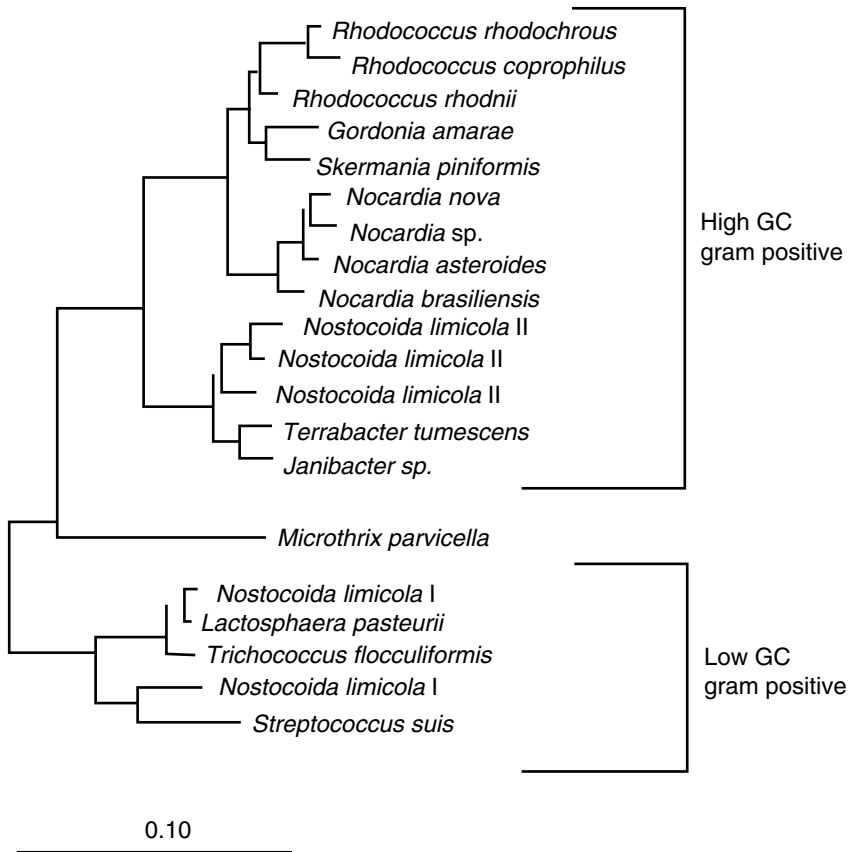 Rhodococcus rhodochrous
Rhodococcus coprophilus
Rhodococcus rhodnii
Gordonia amarae
Skermania piniformis
Nocardia nova
Nocardia sp.
Nocardia asteroides
Nocardia brasiliensis
Nostocoida limicola II
Nostocoida limicola II
Nostocoida limicola II
Terrabacter tumescens
Janibacter sp.
High GC
gram positive
Microthrix parvicella
Nostocoida limicola I
Lactosphaera pasteurii
Trichococcus flocculiformis
Nostocoida limicola I
Streptococcus suis
Low GC
gram positive
0.10